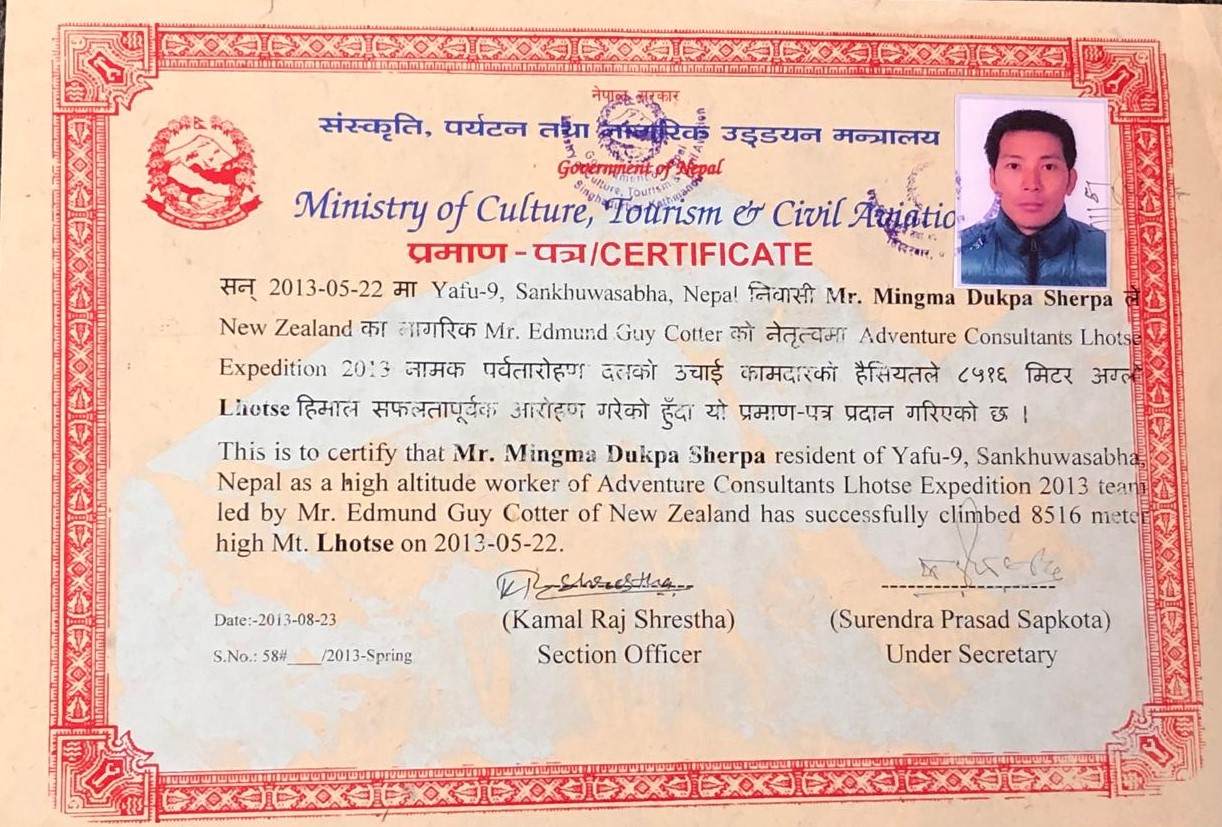 नेपाल सरकार
संस्कृति, पर्यटन तथा नागरिक उड्डयन मन्त्रालय
Government of Nepal
Ministry of Culture, Tourism & Civil Aviatio
प्रमाण - पत्र/CERTIFICATE
सन् 2013-05-22 मा Yafu-9, Sankhuwasabha, Nepal निवासी Mr. Mingma Dukpa Sherpa ले
New Zealand का नागरिक Mr. Edmund Guy Cotter को नेतृत्वमा Adventure Consultants Lhotse
Expedition 2013 नामक पर्वतारोहण दलको उचाई कामदारको हैसियतले ८५१६ मिटर अग्लो
Lhotse हिमाल सफलतापूर्वक आरोहण गरेको हुँदा यो प्रमाण-पत्र प्रदान गरिएको छ ।
This is to certify that Mr. Mingma Dukpa Sherpa resident of Yafu-9, Sankhuwasabha,
Nepal as a high altitude worker of Adventure Consultants Lhotse Expedition 2013 team
led by Mr. Edmund Guy Cotter of New Zealand has successfully climbed 8516 meter
high Mt. Lhotse on 2013-05-22.
K R Shrestha
Date:-2013-08-23 (Kamal Raj Shrestha) (Surendra Prasad Sapkota)
S.No.: 58#____/2013-Spring Section Officer Under Secretary